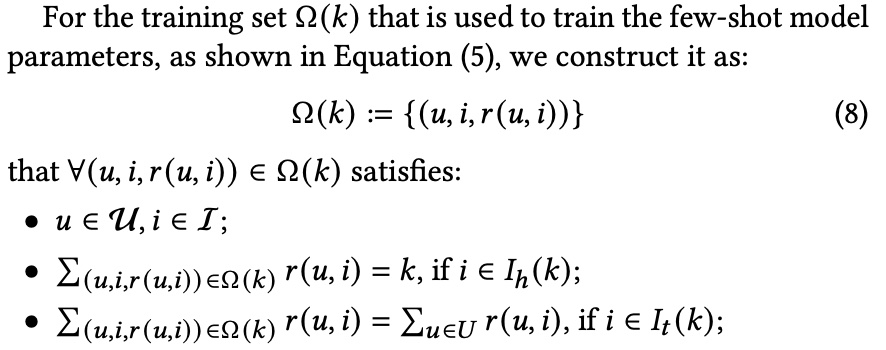 For the training set Ω(k) that is used to train the few-shot model
parameters, as shown in Equation (5), we construct it as:
Ω(k) := {(u, i, r(u, i))} (8)
that ∀(u, i, r(u, i)) ∈ Ω(k) satisfies:
• u ∈ 𝒰, i ∈ ℐ;
• ∑(u,i,r(u,i))∈Ω(k) r(u, i) = k, if i ∈ I_h(k);
• ∑(u,i,r(u,i))∈Ω(k) r(u, i) = ∑u∈U r(u, i), if i ∈ I_t(k);